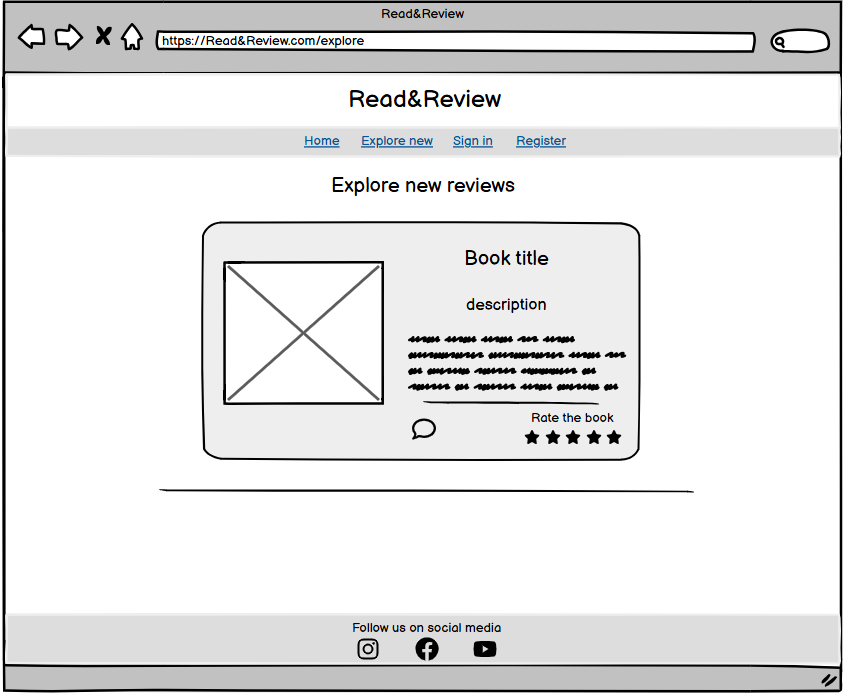 Read&Review
https://Read&Review.com/explore
Read&Review
Home Explore new Sign in Register
Explore new reviews
Book title
description
Rate the book
Follow us on social media